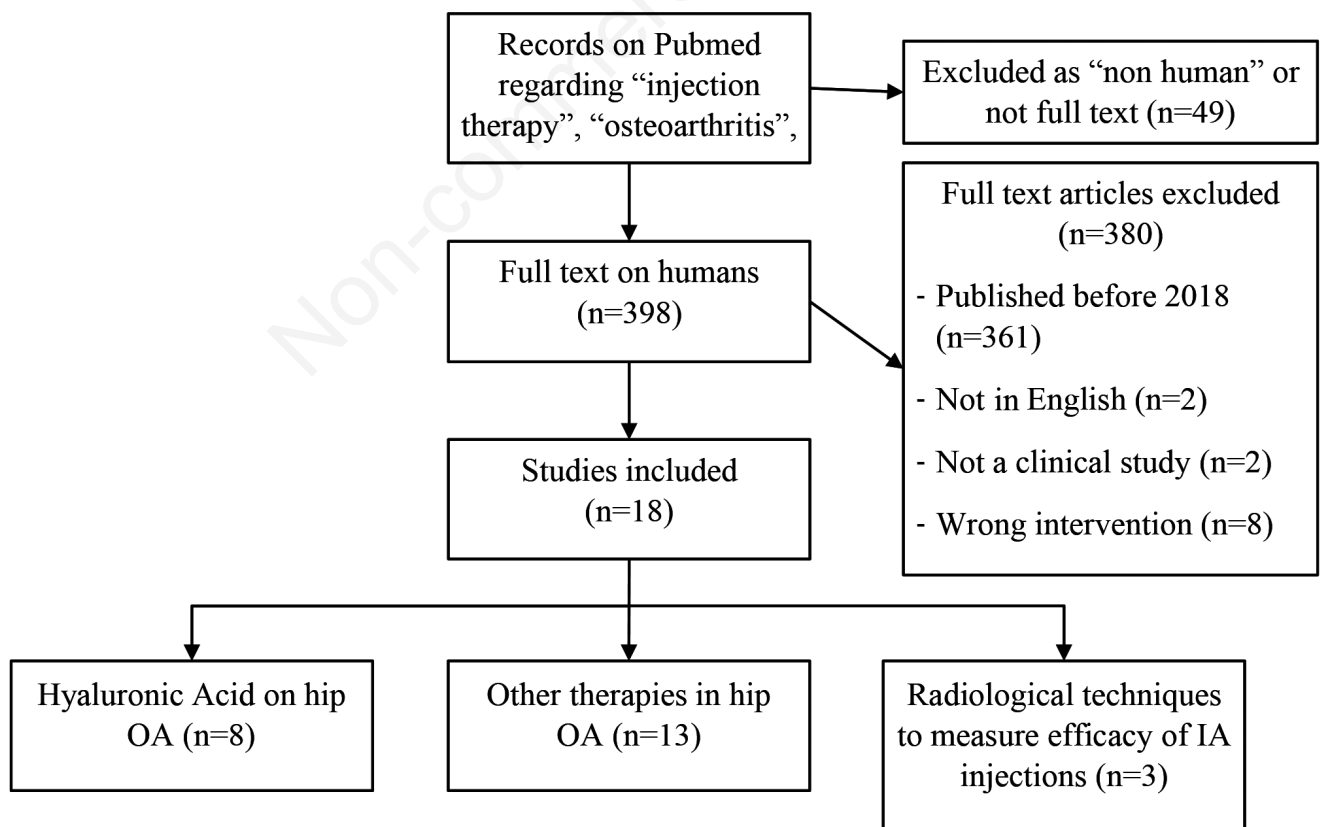 Records on Pubmed
regarding “injection
therapy”, “osteoarthritis”,
Excluded as “non human” or
not full text (n=49)
Full text on humans
(n=398)
Full text articles excluded
(n=380)
- Published before 2018
(n=361)
- Not in English (n=2)
- Not a clinical study (n=2)
- Wrong intervention (n=8)
Studies included
(n=18)
Hyaluronic Acid on hip
OA (n=8)
Other therapies in hip
OA (n=13)
Radiological techniques
to measure efficacy of IA
injections (n=3)
Non-commer